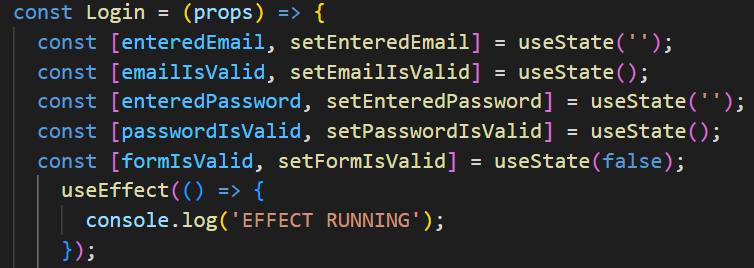 const Login = (props) => {
  const [enteredEmail, setEnteredEmail] = useState('');
  const [emailIsValid, setEmailIsValid] = useState();
  const [enteredPassword, setEnteredPassword] = useState('');
  const [passwordIsValid, setPasswordIsValid] = useState();
  const [formIsValid, setFormIsValid] = useState(false);
    useEffect(() => {
      console.log('EFFECT RUNNING');
    });